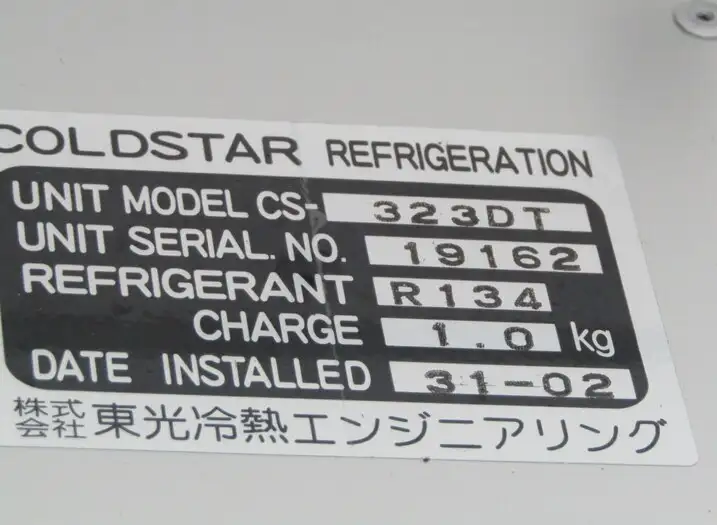 COLDSTAR REFRIGERATION
UNIT MODEL CS- 323DT
UNIT SERIAL. NO. 19162
REFRIGERANT R134
CHARGE 1.0 kg
DATE INSTALLED 31-02
株式会社東光冷熱エンジニアリング